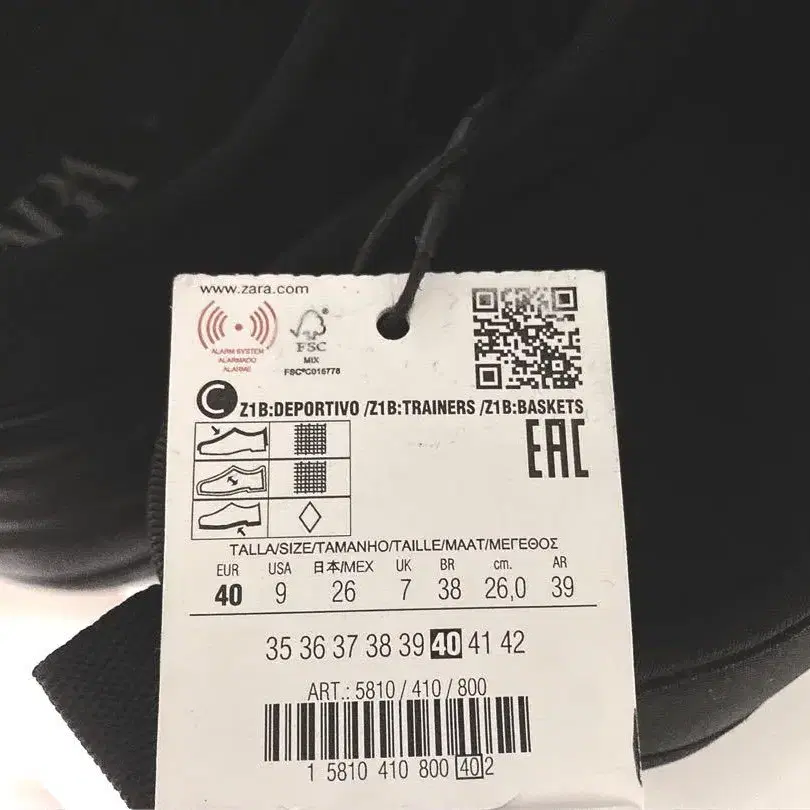 www.zara.com
ALARM SYSTEM
ALARMADO
ALARME
FSC
MIX
FSC®C016778
C Z1B:DEPORTIVO /Z1B:TRAINERS /Z1B:BASKETS
EAC
TALLA/SIZE/TAMANHO/TAILLE/MAAT/ΜΕΓΕΘΟΣ
EUR USA 日本/MEX UK BR cm. AR
40 9 26 7 38 26,0 39
35 36 37 38 39 40 41 42
ART.: 5810 / 410 / 800
1 5810 410 800 40 2